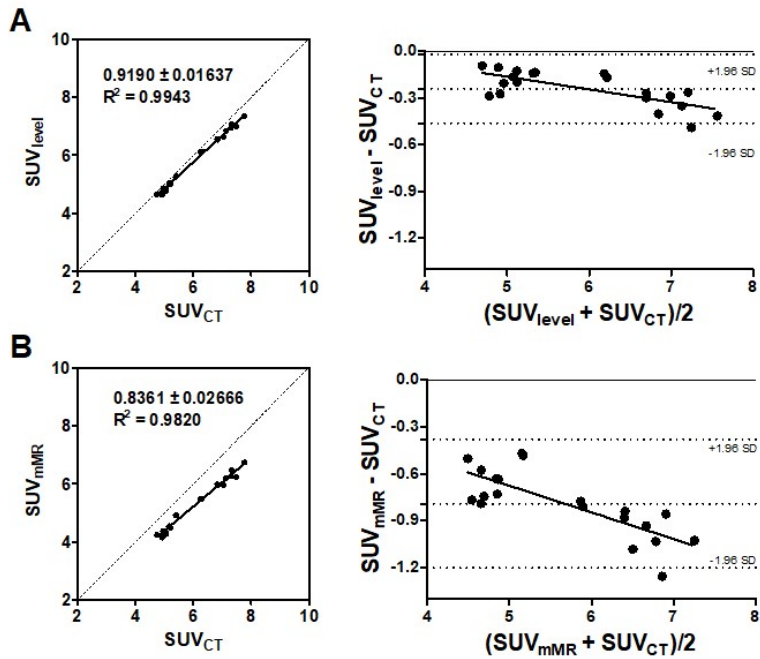 A
10
8
6
4
2
2 4 6 8 10
SUVlevel
SUVCT
0.9190 ± 0.01637
R² = 0.9943
0.0
-0.3
-0.6
-0.9
-1.2
4 5 6 7 8
SUVlevel - SUVCT
(SUVlevel + SUVCT)/2
+1.96 SD
-1.96 SD
B
10
8
6
4
2
2 4 6 8 10
SUVmMR
SUVCT
0.8361 ± 0.02666
R² = 0.9820
0.0
-0.3
-0.6
-0.9
-1.2
4 5 6 7 8
SUVmMR - SUVCT
(SUVmMR + SUVCT)/2
+1.96 SD
-1.96 SD